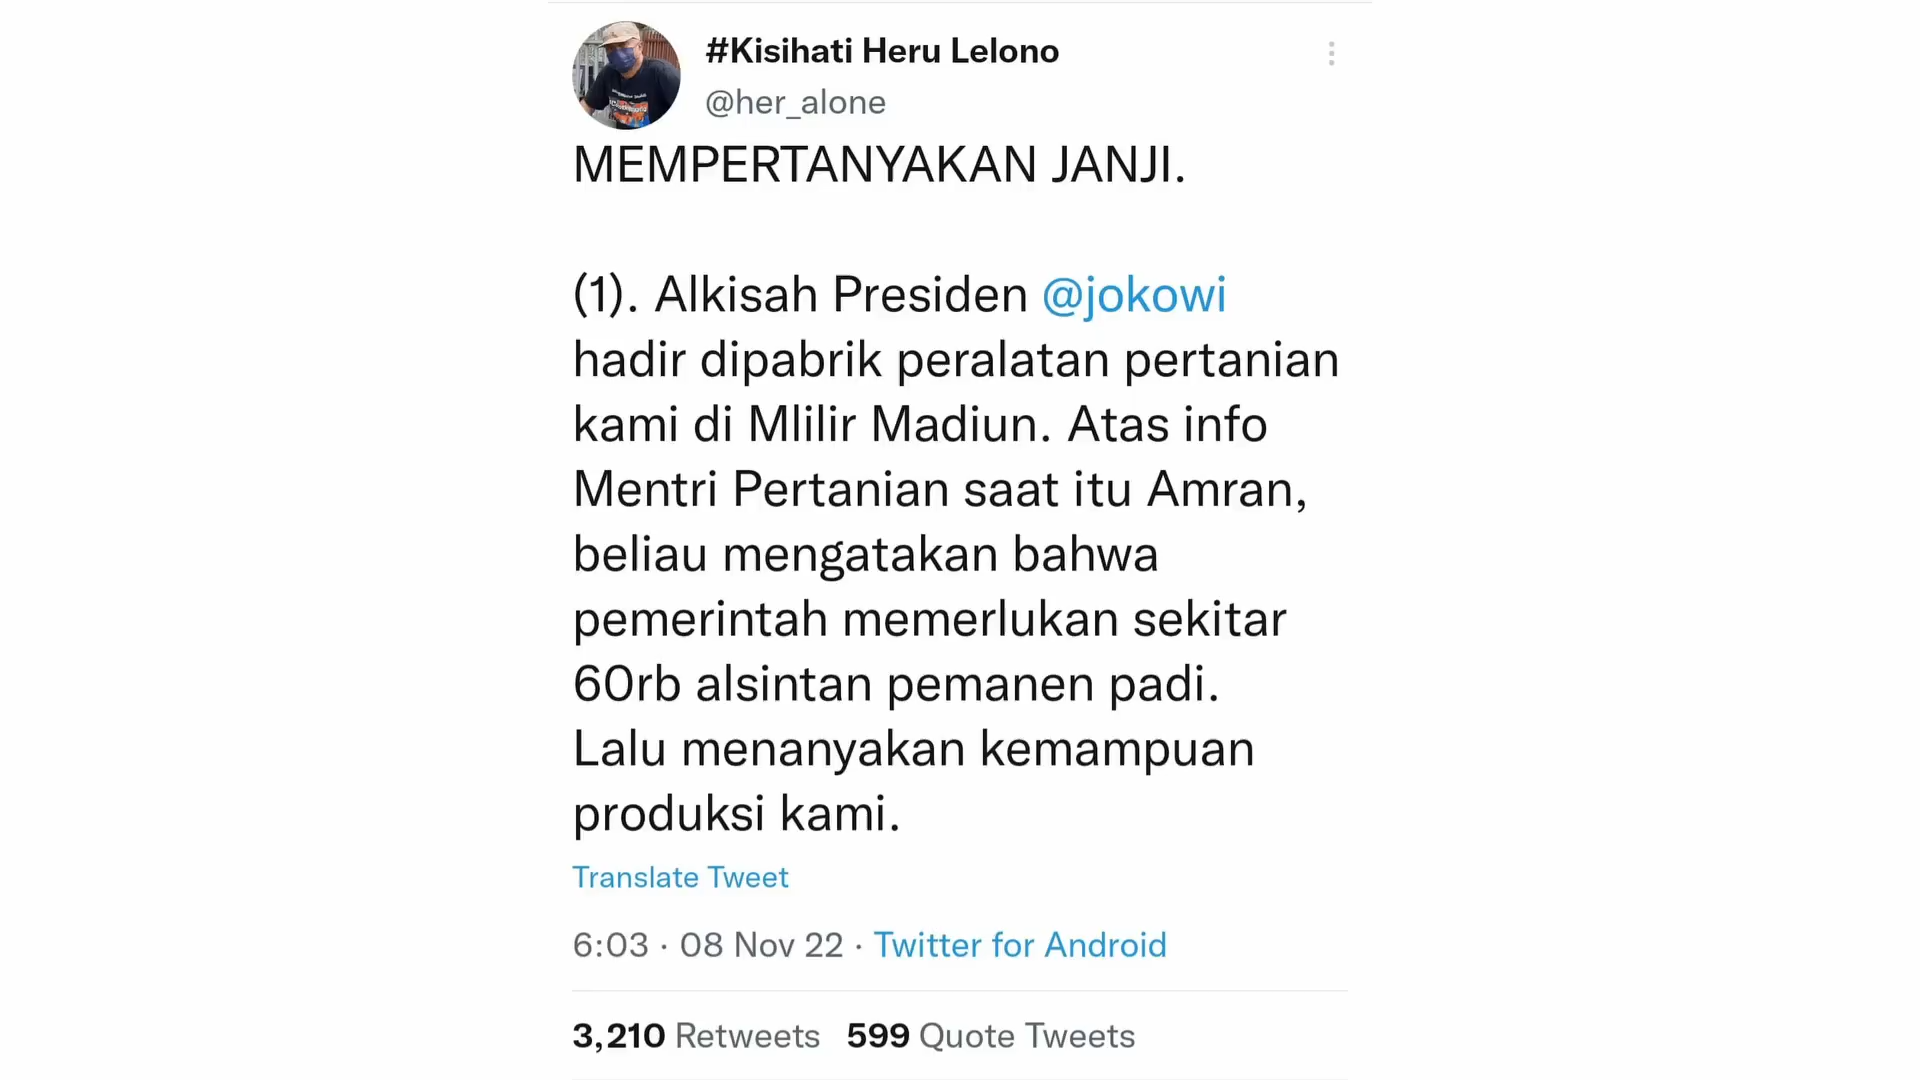 #Kisihati Heru Lelono
@her_alone
MEMPERTANYAKAN JANJI.
(1). Alkisah Presiden @jokowi
hadir dipabrik peralatan pertanian
kami di Mlilir Madiun. Atas info
Mentri Pertanian saat itu Amran,
beliau mengatakan bahwa
pemerintah memerlukan sekitar
60rb alsintan pemanen padi.
Lalu menanyakan kemampuan
produksi kami.
Translate Tweet
6:03 · 08 Nov 22 · Twitter for Android
3,210 Retweets 599 Quote Tweets